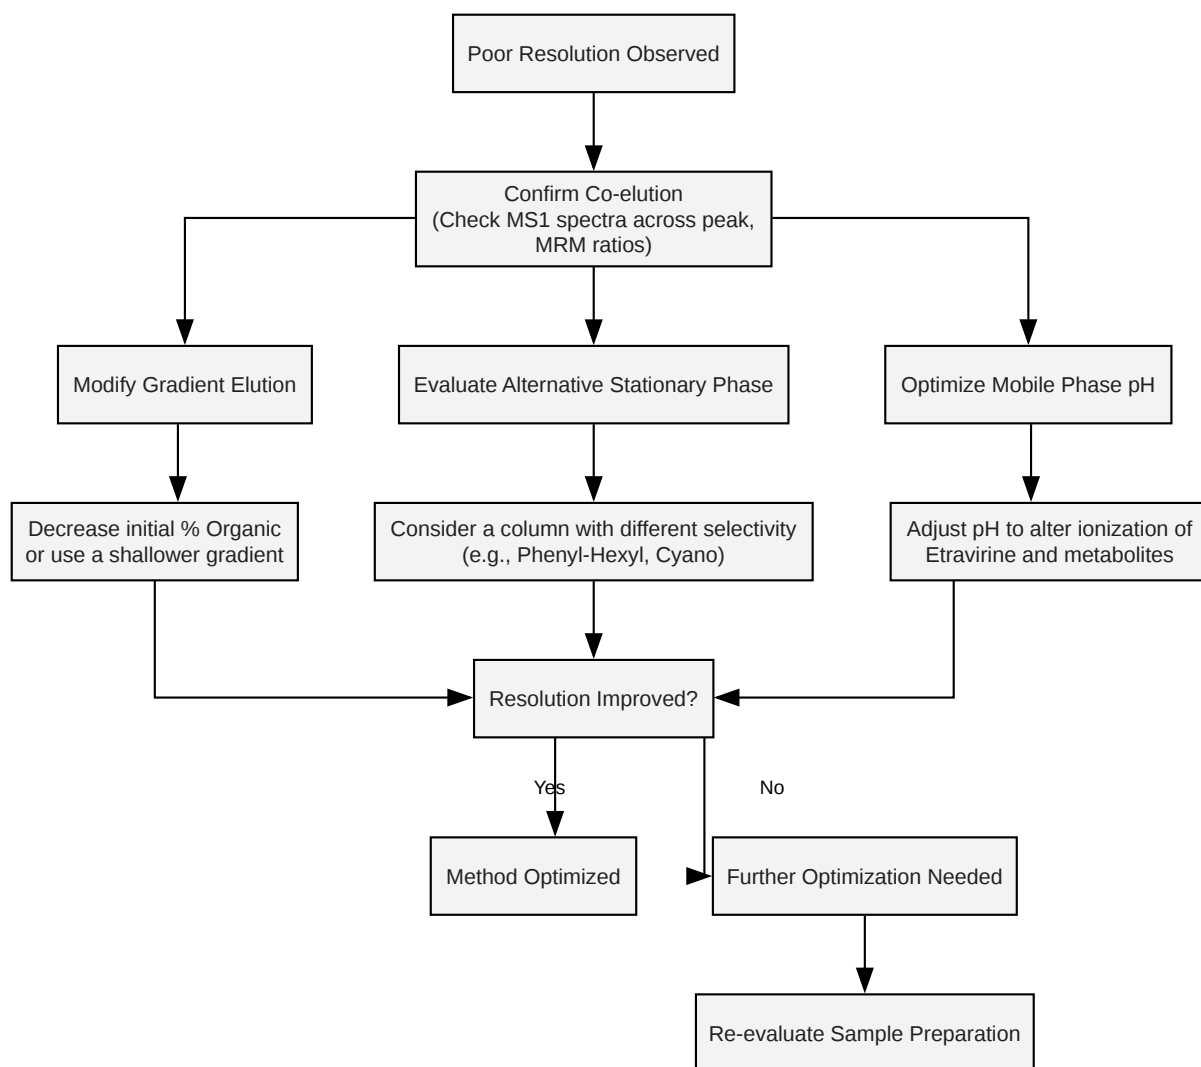 Poor Resolution Observed
Confirm Co-elution
(Check MS1 spectra across peak,
MRM ratios)
Modify Gradient Elution
Evaluate Alternative Stationary Phase
Optimize Mobile Phase pH
Decrease initial % Organic
or use a shallower gradient
Consider a column with different selectivity
(e.g., Phenyl-Hexyl, Cyano)
Adjust pH to alter ionization of
Etravirine and metabolites
Resolution Improved?
Yes
No
Method Optimized
Further Optimization Needed
Re-evaluate Sample Preparation